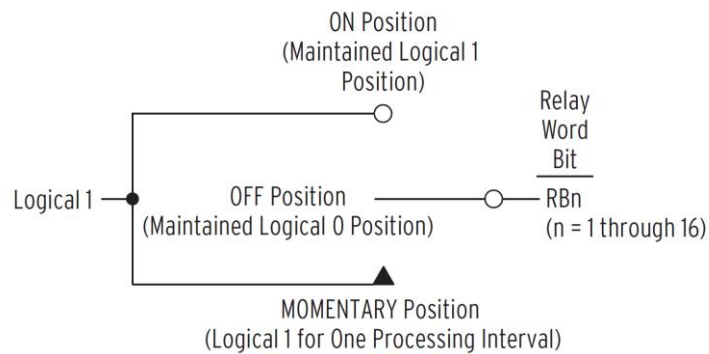 ON Position
(Maintained Logical 1
Position)
Relay
Word
Bit
Logical 1
OFF Position
(Maintained Logical 0 Position)
RBn
(n = 1 through 16)
MOMENTARY Position
(Logical 1 for One Processing Interval)